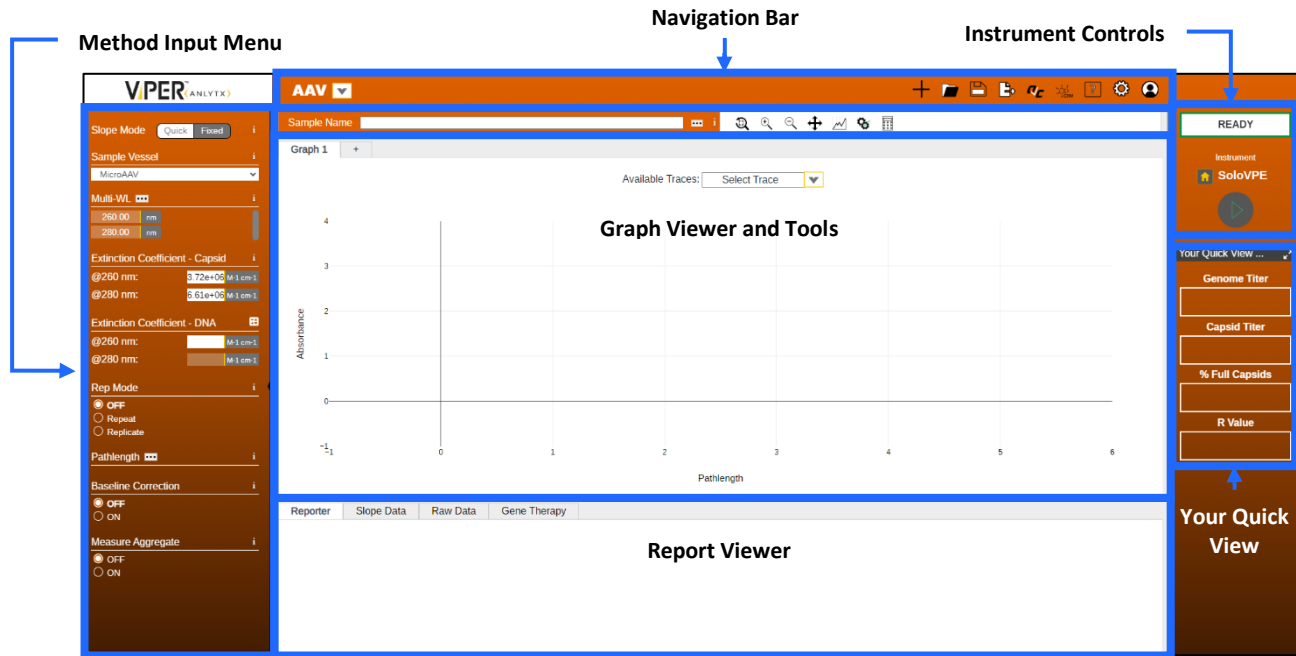 Navigation Bar
Method Input Menu
Instrument Controls
ViPER™ (ANLYTX)
AAV
Slope Mode Quick Fixed i
Sample Vessel i
MicroAAV
Multi-WL i
260.00 nm
280.00 nm
Extinction Coefficient - Capsid i
@260 nm: 3.72e+06 M-1 cm-1
@280 nm: 6.61e+06 M-1 cm-1
Extinction Coefficient - DNA
@260 nm: M-1 cm-1
@280 nm: M-1 cm-1
Rep Mode i
OFF
Repeat
Replicate
Pathlength i
Baseline Correction i
OFF
ON
Measure Aggregate i
OFF
ON
Sample Name i
Graph 1 +
Available Traces: Select Trace
Graph Viewer and Tools
4
3
2
1
0
−1
Absorbance
−1 0 1 2 3 4 5 6
Pathlength
Reporter Slope Data Raw Data Gene Therapy
Report Viewer
READY
Instrument
SoloVPE
Your Quick View ...
Genome Titer
Capsid Titer
% Full Capsids
R Value
Your Quick
View